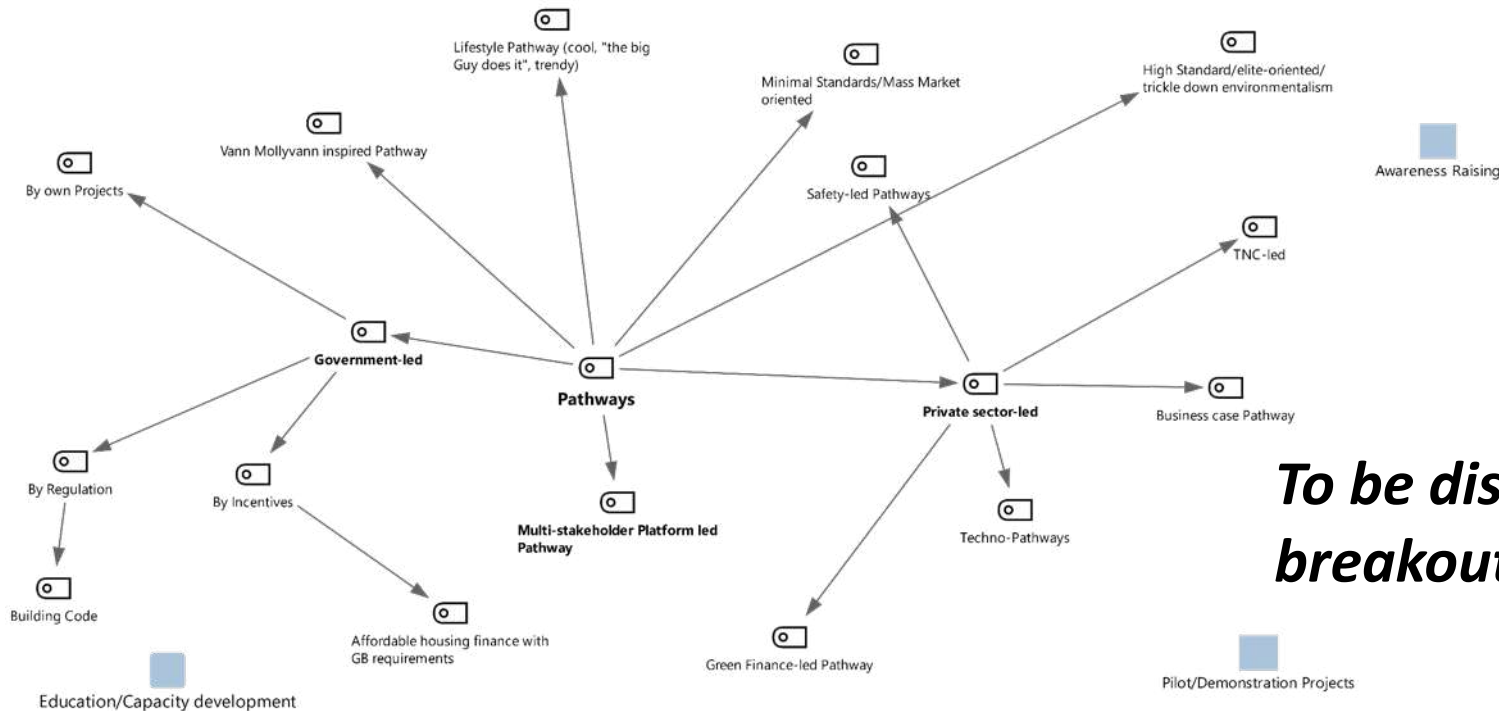 Lifestyle Pathway (cool, "the big
Guy does it", trendy)
Minimal Standards/Mass Market
oriented
High Standard/elite-oriented/
trickle down environmentalism
Vann Mollyvann inspired Pathway
Awareness Raising
By own Projects
Safety-led Pathways
TNC-led
Government-led
Pathways
Private sector-led
Business case Pathway
By Regulation
By Incentives
Multi-stakeholder Platform led
Pathway
Techno-Pathways
To be dis
breakout
Building Code
Affordable housing finance with
GB requirements
Green Finance-led Pathway
Pilot/Demonstration Projects
Education/Capacity development